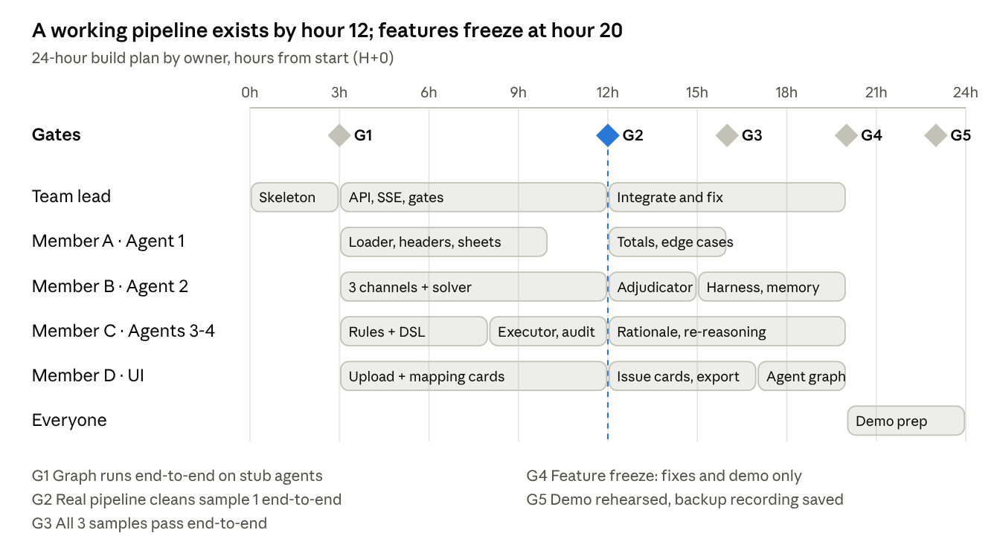 A working pipeline exists by hour 12; features freeze at hour 20
24-hour build plan by owner, hours from start (H+0)
0h 3h 6h 9h 12h 15h 18h 21h 24h
Gates G1 G2 G3 G4 G5
Team lead Skeleton API, SSE, gates Integrate and fix
Member A · Agent 1 Loader, headers, sheets Totals, edge cases
Member B · Agent 2 3 channels + solver Adjudicator Harness, memory
Member C · Agents 3-4 Rules + DSL Executor, audit Rationale, re-reasoning
Member D · UI Upload + mapping cards Issue cards, export Agent graph
Everyone Demo prep
G1 Graph runs end-to-end on stub agents
G2 Real pipeline cleans sample 1 end-to-end
G3 All 3 samples pass end-to-end
G4 Feature freeze: fixes and demo only
G5 Demo rehearsed, backup recording saved